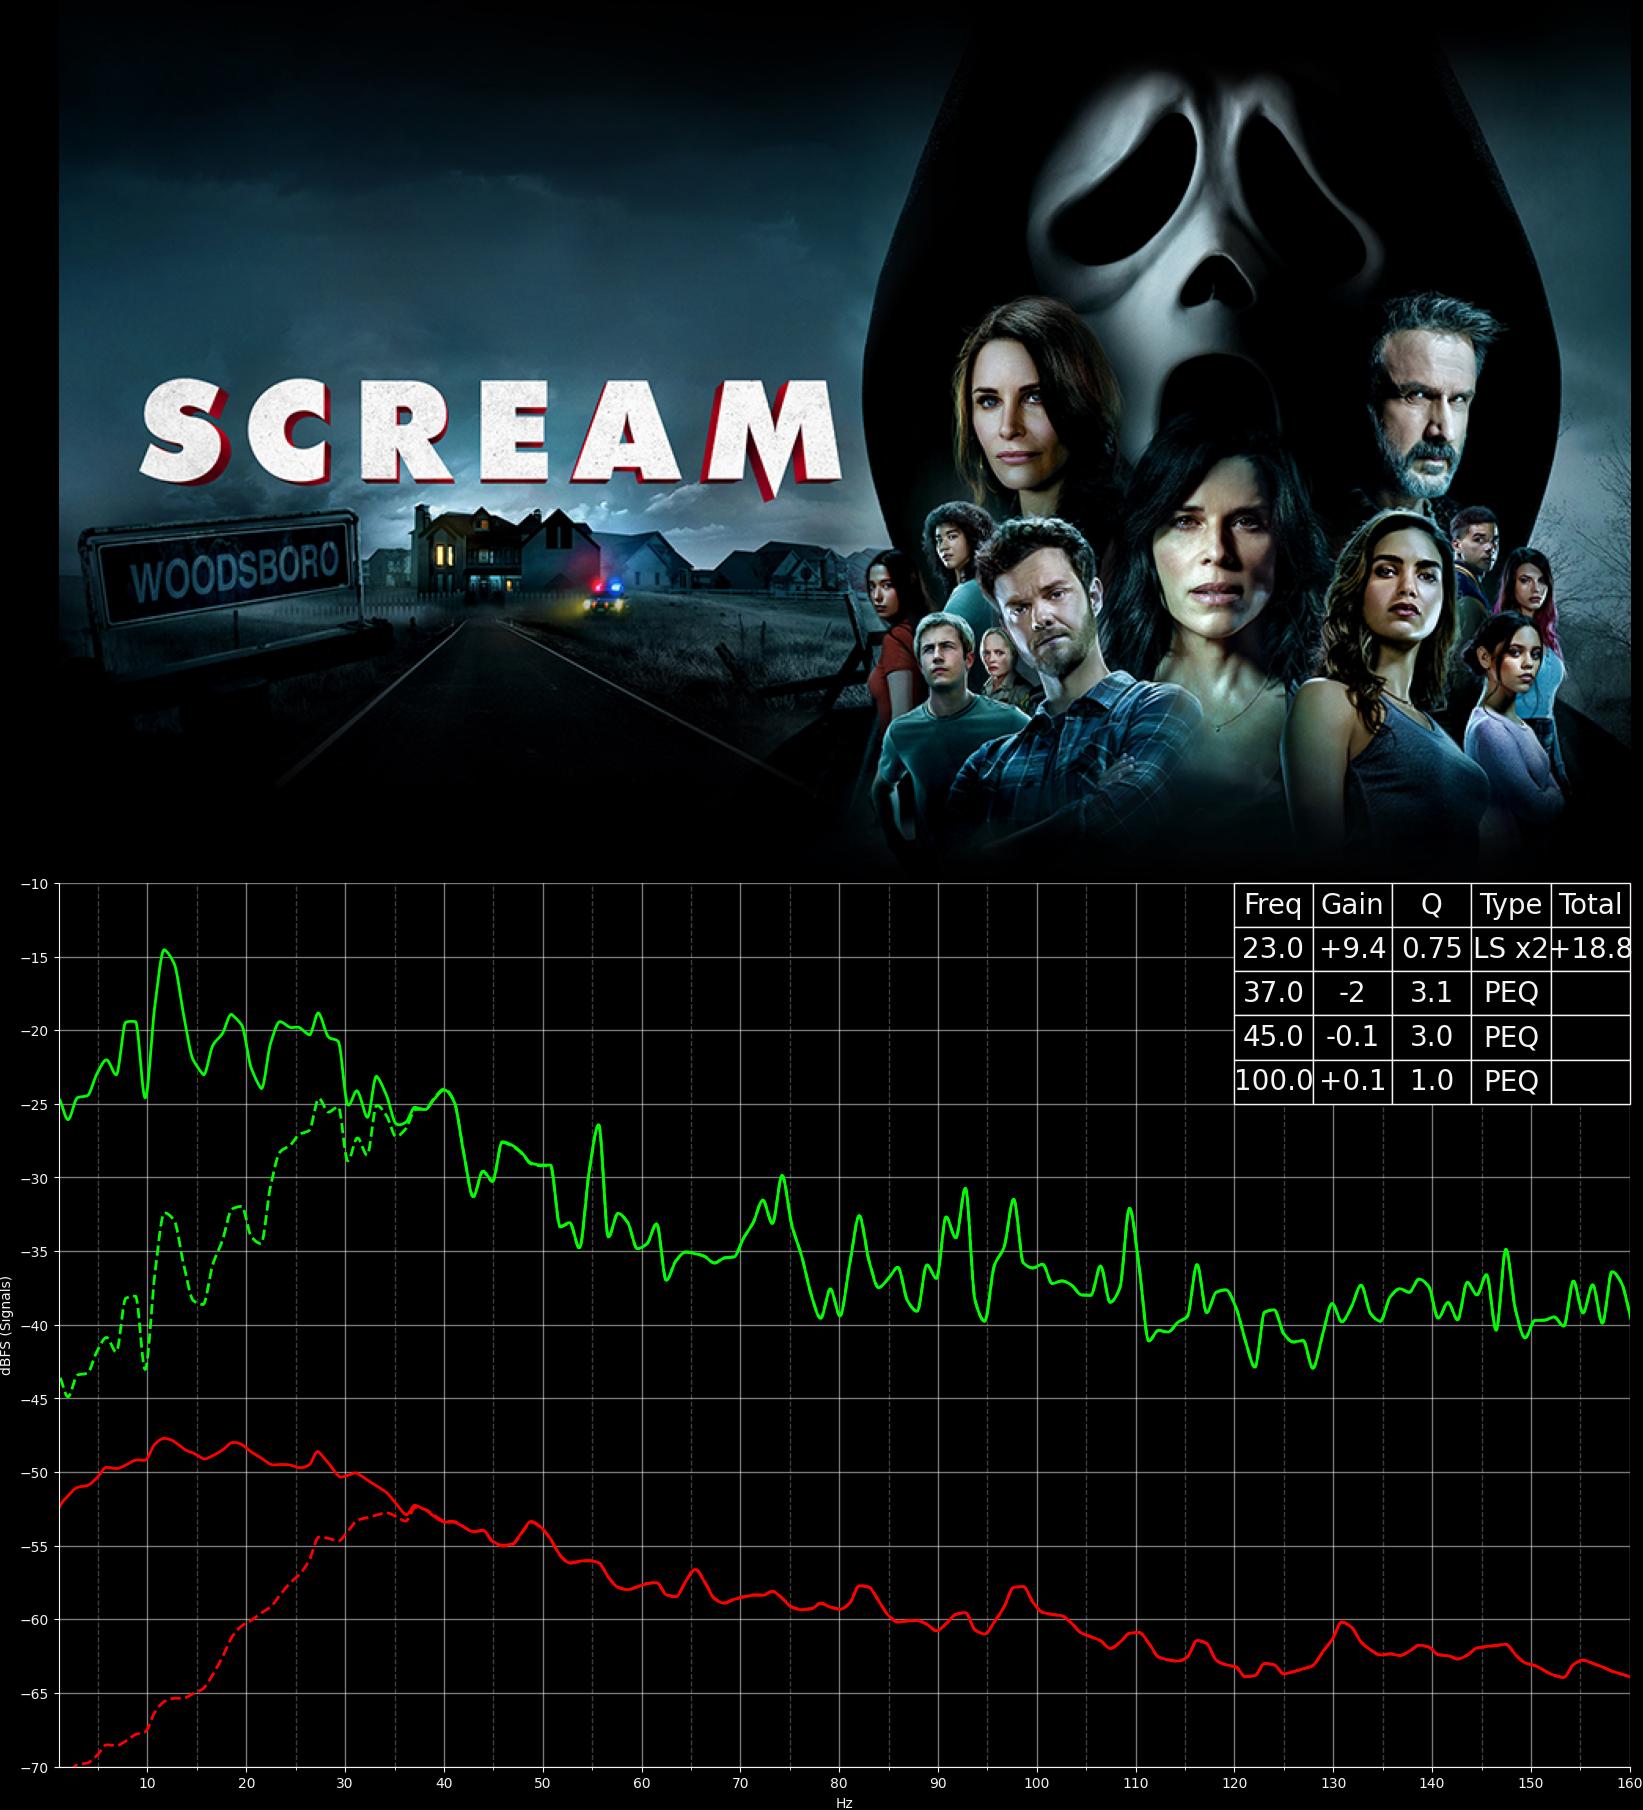 SCREAM
WOODSBORO
Freq Gain Q Type Total
23.0 +9.4 0.75 LS x2 +18.8
37.0 -2 3.1 PEQ
45.0 -0.1 3.0 PEQ
100.0 +0.1 1.0 PEQ
−10
−15
−20
−25
−30
−35
−40
−45
−50
−55
−60
−65
−70
dBFS (Signals)
10 20 30 40 50 60 70 80 90 100 110 120 130 140 150 160
Hz